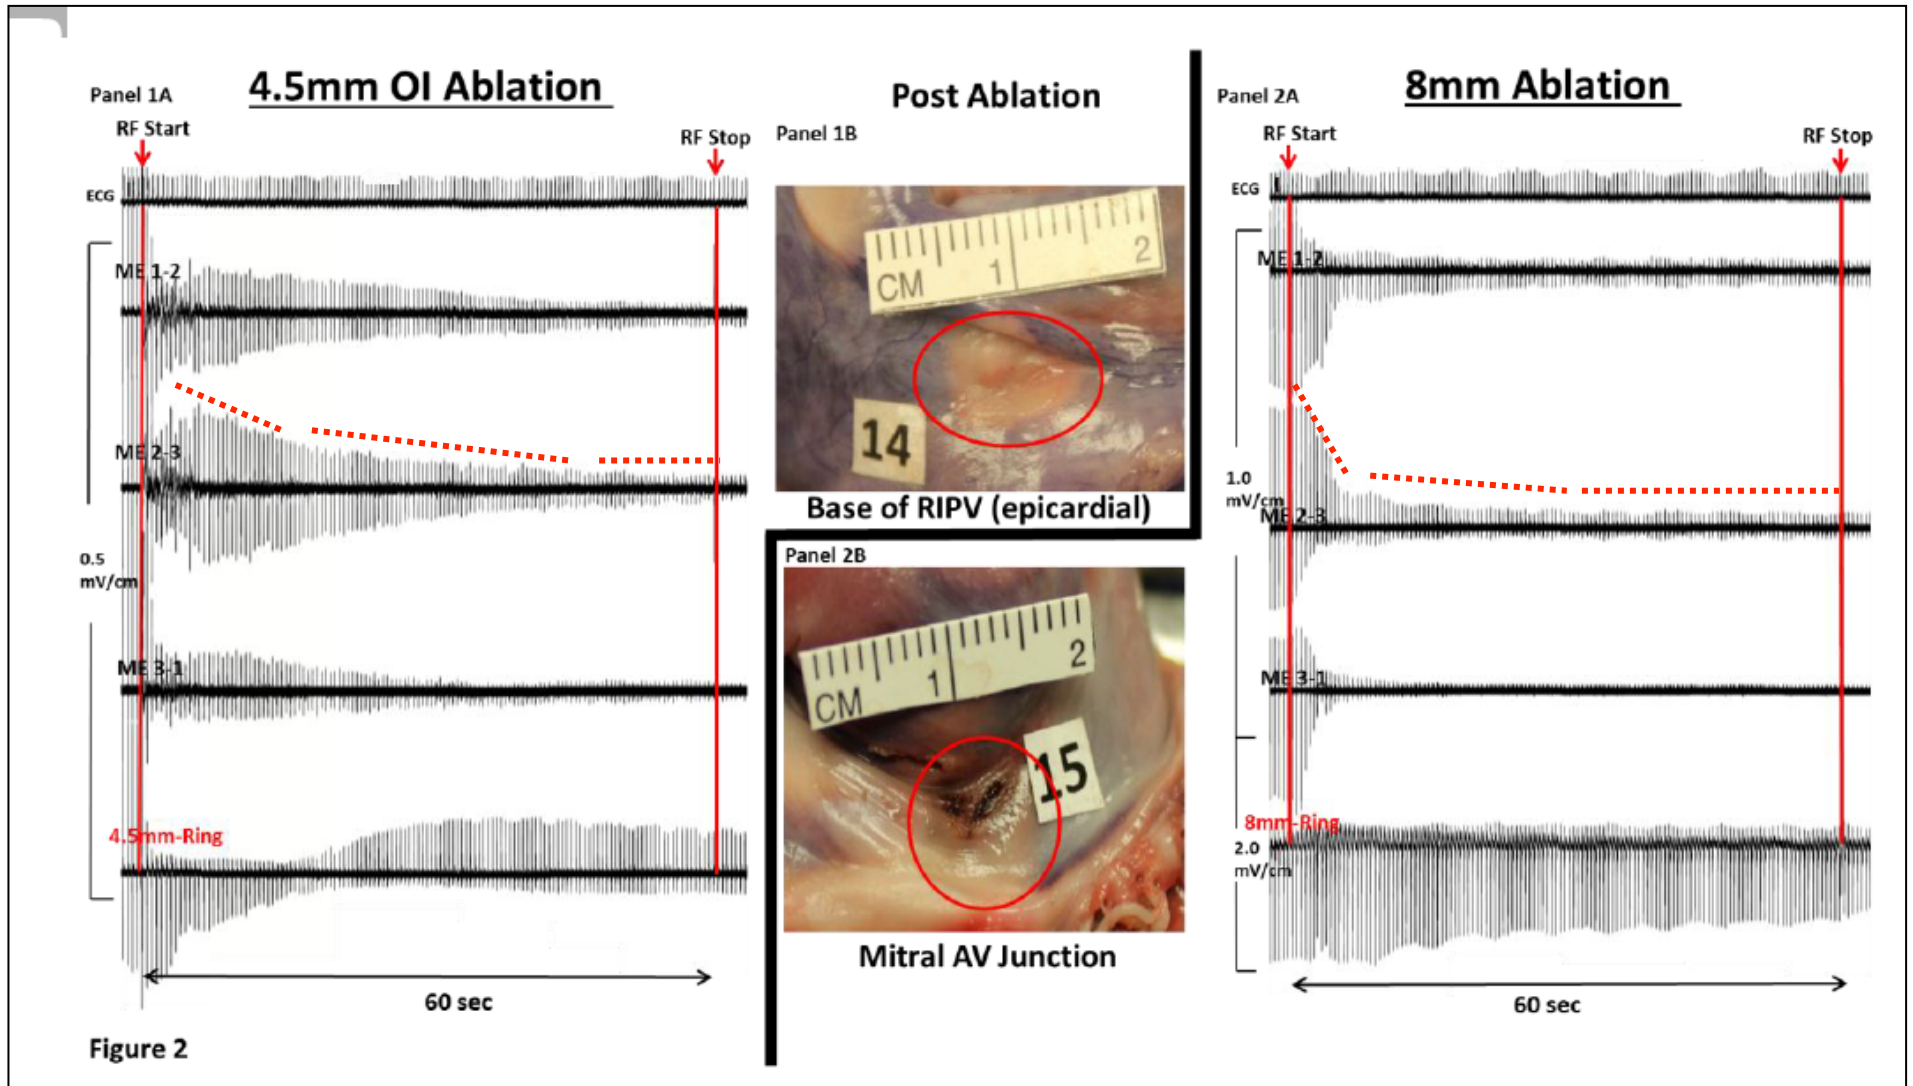 Panel 1A
4.5mm OI Ablation
RF Start
RF Stop
ECG
ME 1-2
ME 2-3
0.5
mV/cm
ME 3-1
4.5mm-Ring
60 sec
Figure 2
Post Ablation
Panel 1B
CM 1 2
14
Base of RIPV (epicardial)
Panel 2B
CM 1 2
15
Mitral AV Junction
Panel 2A
8mm Ablation
RF Start
RF Stop
ECG
ME 1-2
1.0
mV/cm
ME 2-3
ME 3-1
8mm-Ring
2.0
mV/cm
60 sec